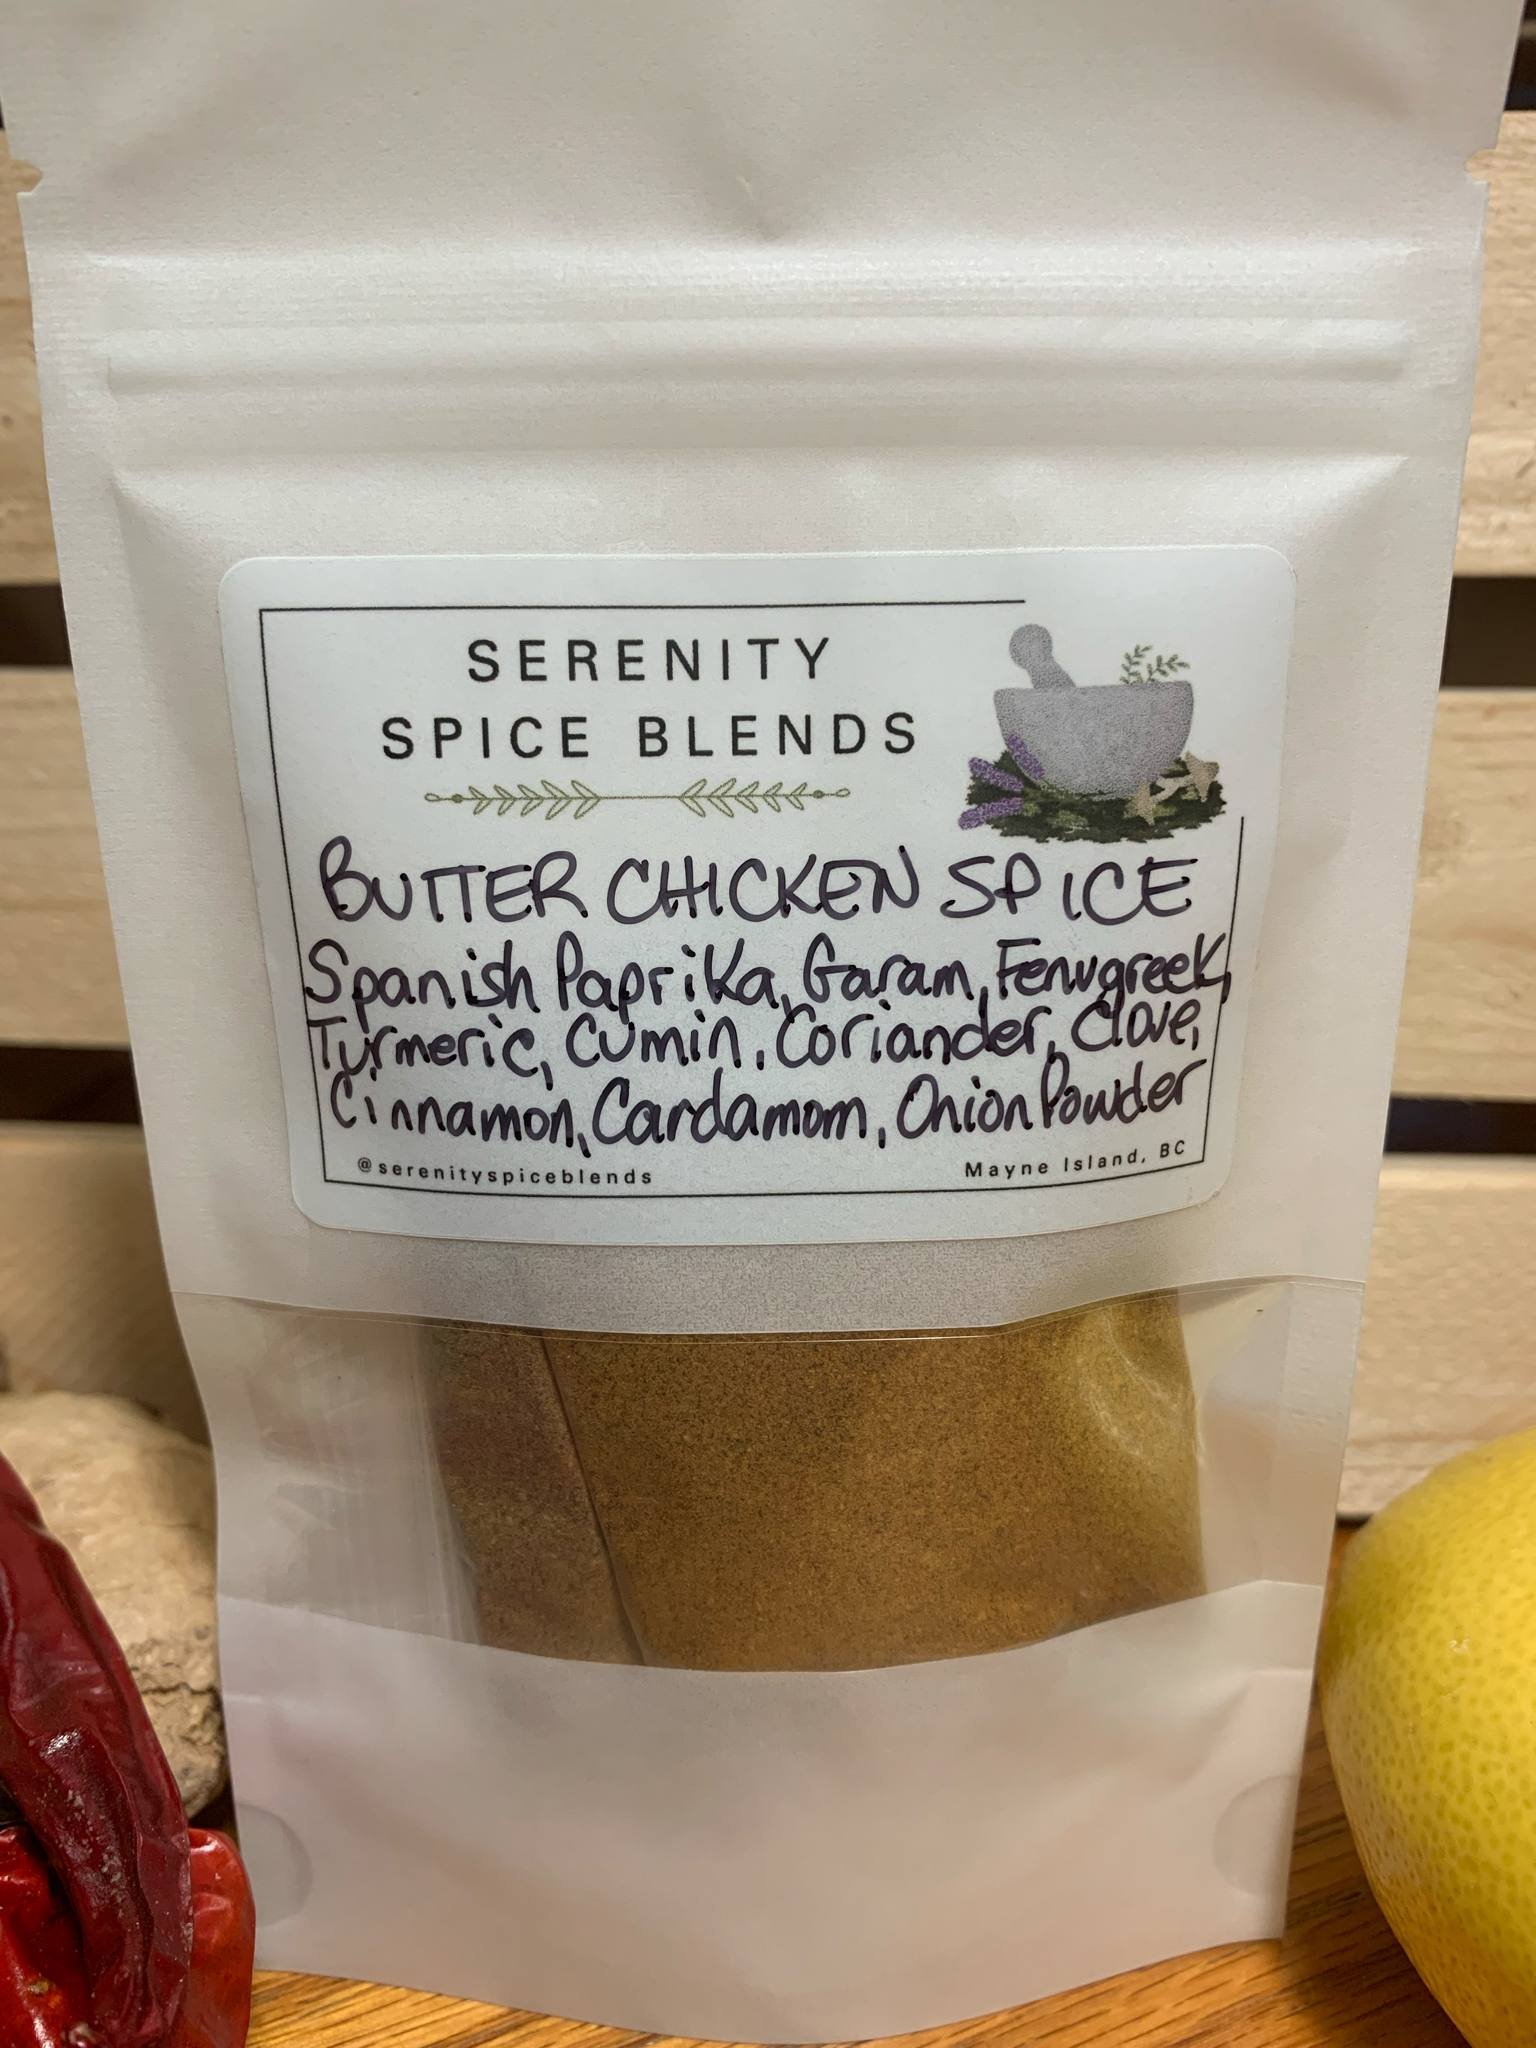 SERENITY
SPICE BLENDS
BUTTER CHICKEN SPICE
Spanish Paprika, Garam, Fenugreek,
Turmeric, Cumin, Coriander, Clove,
Cinnamon, Cardamom, Onion Powder
@serenityspiceblends Mayne Island, BC